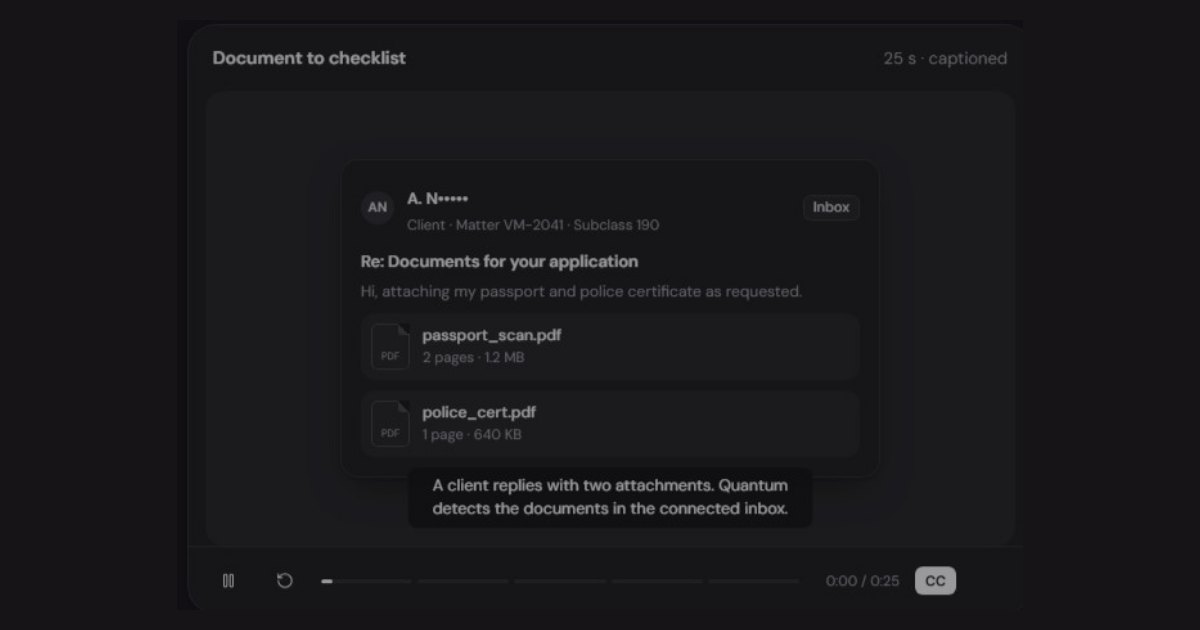 Document to checklist
25 s · captioned
AN
A. N•••••
Client · Matter VM-2041 · Subclass 190
Inbox
Re: Documents for your application
Hi, attaching my passport and police certificate as requested.
PDF
passport_scan.pdf
2 pages · 1.2 MB
PDF
police_cert.pdf
1 page · 640 KB
A client replies with two attachments. Quantum
detects the documents in the connected inbox.
0:00 / 0:25
CC